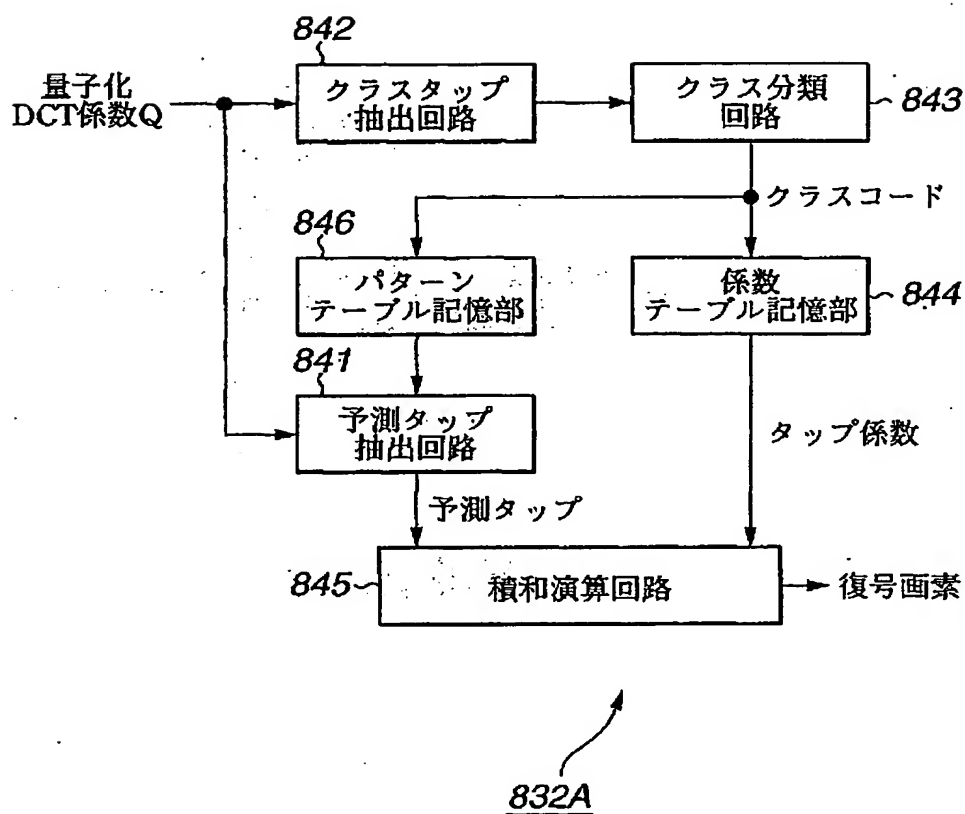 842
量子化
DCT係数Q
クラスタップ
抽出回路
クラス分類
回路
843
クラスコード
846
パターン
テーブル記憶部
係数
テーブル記憶部
844
841
予測タップ
抽出回路
タップ係数
予測タップ
845
積和演算回路
復号画素
832A